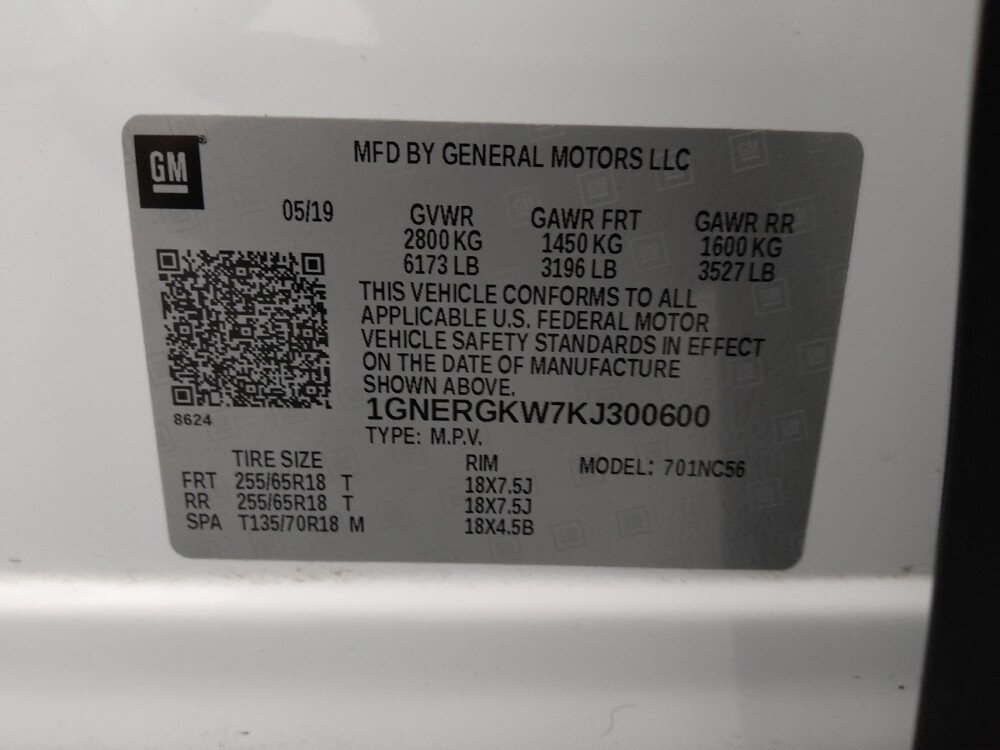 GM
MFD BY GENERAL MOTORS LLC
05/19 GVWR GAWR FRT GAWR RR
2800 KG 1450 KG 1600 KG
6173 LB 3196 LB 3527 LB
THIS VEHICLE CONFORMS TO ALL
APPLICABLE U.S. FEDERAL MOTOR
VEHICLE SAFETY STANDARDS IN EFFECT
ON THE DATE OF MANUFACTURE
SHOWN ABOVE.
8624 1GNERGKW7KJ300600
TYPE: M.P.V.
TIRE SIZE RIM MODEL: 701NC56
FRT 255/65R18 T 18X7.5J
RR 255/65R18 T 18X7.5J
SPA T135/70R18 M 18X4.5B